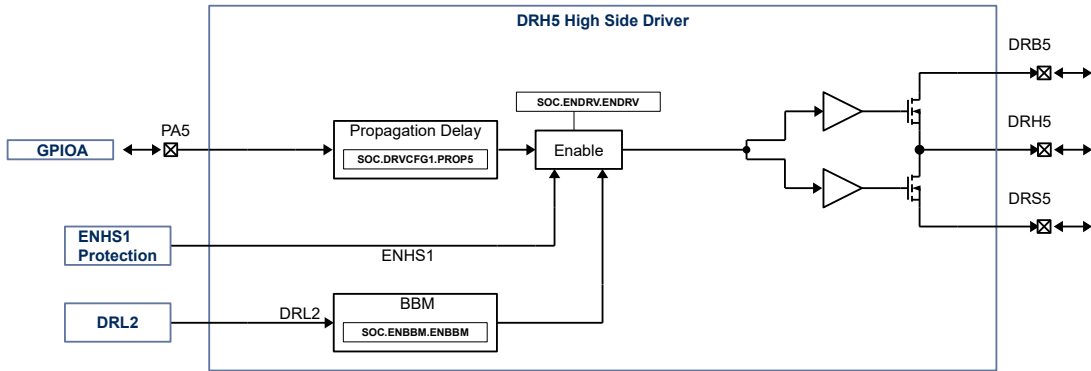 DRH5 High Side Driver
DRB5
SOC.ENDRV.ENDRV
PA5
Propagation Delay
DRH5
GPIOA
SOC.DRVCFG1.PROP5
Enable
DRS5
ENHS1
Protection
ENHS1
DRL2
BBM
DRL2
SOC.ENBBM.ENBBM